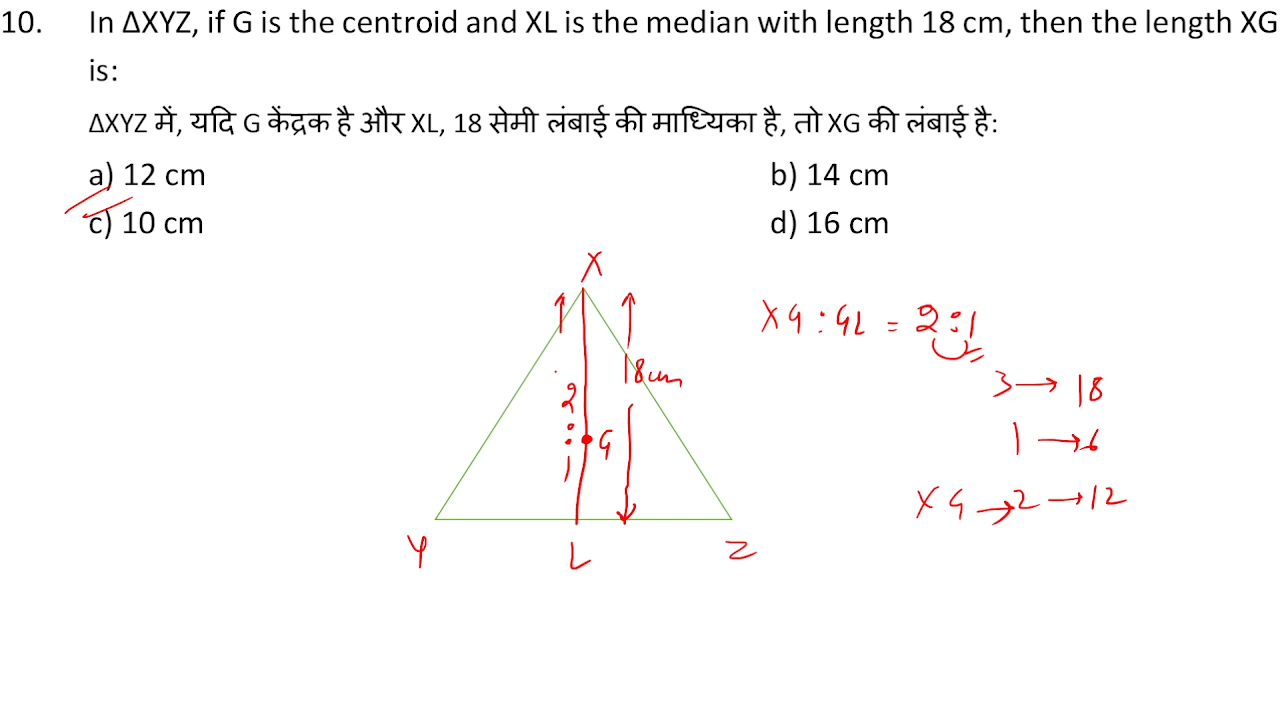 10. In ΔXYZ, if G is the centroid and XL is the median with length 18 cm, then the length XG
is:
ΔXYZ में, यदि G केंद्रक है और XL, 18 सेमी लंबाई की माध्यिका है, तो XG की लंबाई है:
a) 12 cm b) 14 cm
c) 10 cm d) 16 cm
X
XG : GL = 2 : 1
18cm
3 → 18
2 : 1
G
1 → 6
XG → 2 → 12
Y L Z